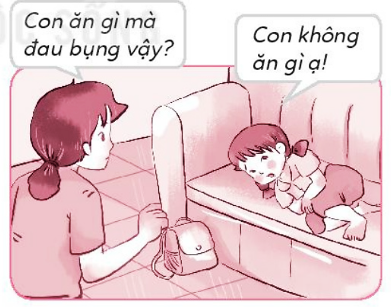 Con ăn gì mà
đau bụng vậy?
Con không
ăn gì ạ!